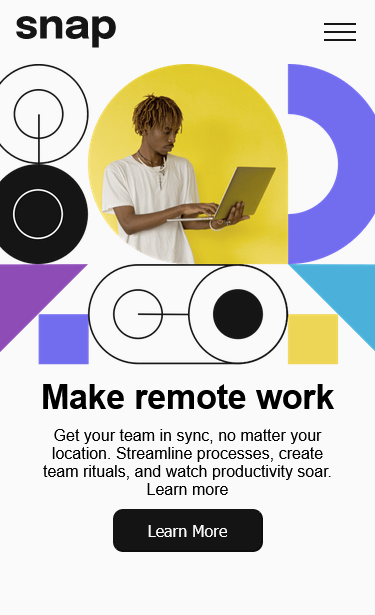 snap
Make remote work
Get your team in sync, no matter your
location. Streamline processes, create
team rituals, and watch productivity soar.
Learn more
Learn More